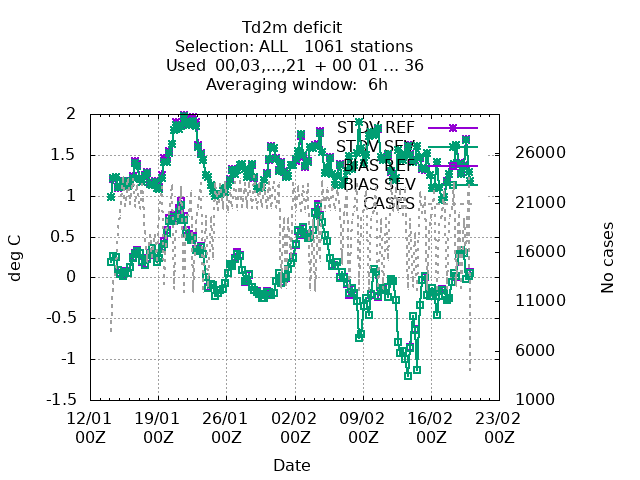 Td2m deficit
Selection: ALL 1061 stations
Used 00,03,...,21 + 00 01 ... 36
Averaging window: 6h
STDV REF
STDV SEV
BIAS REF
BIAS SEV
CASES
2
1.5
1
0.5
0
-0.5
-1
-1.5
deg C
26000
21000
16000
11000
6000
1000
No cases
12/01 19/01 26/01 02/02 09/02 16/02 23/02
00Z 00Z 00Z 00Z 00Z 00Z 00Z
Date